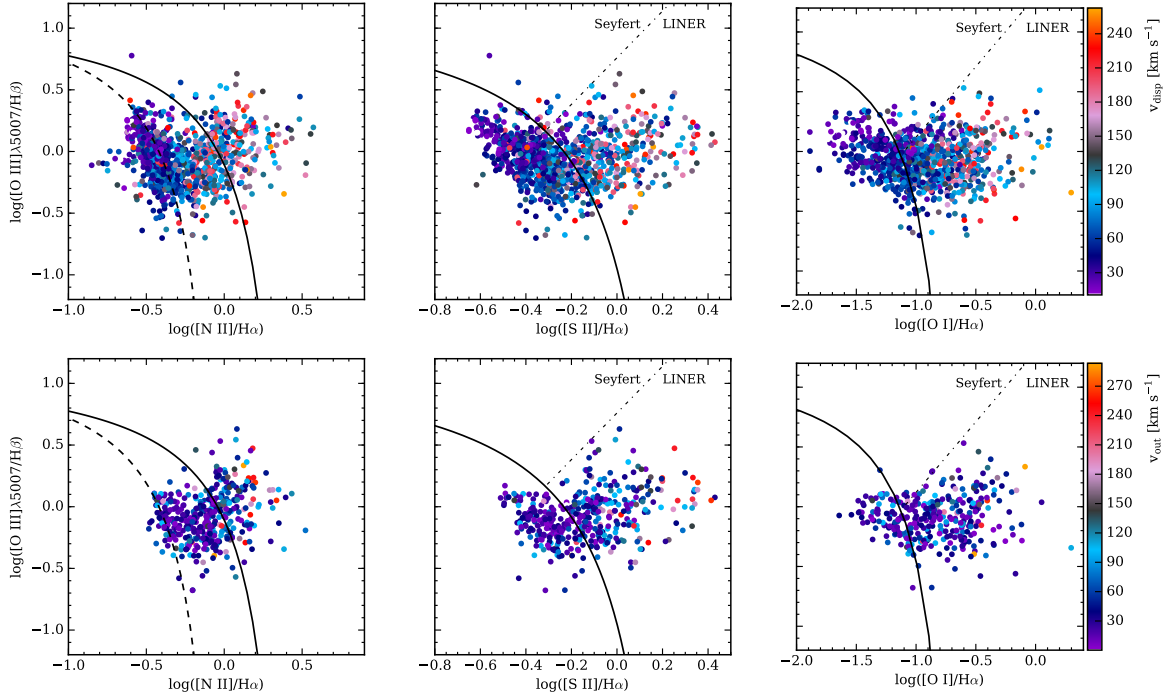 Seyfert LINER
Seyfert LINER
1.0
0.5
0.0
−0.5
−1.0
log([O III]λ5007/Hβ)
−1.0 −0.5 0.0 0.5
log([N II]/Hα)
−0.8 −0.6 −0.4 −0.2 0.0 0.2 0.4
log([S II]/Hα)
−2.0 −1.5 −1.0 −0.5 0.0
log([O I]/Hα)
240
210
180
150
120
90
60
30
v_disp [km s⁻¹]
Seyfert LINER
Seyfert LINER
1.0
0.5
0.0
−0.5
−1.0
log([O III]λ5007/Hβ)
−1.0 −0.5 0.0 0.5
log([N II]/Hα)
−0.8 −0.6 −0.4 −0.2 0.0 0.2 0.4
log([S II]/Hα)
−2.0 −1.5 −1.0 −0.5 0.0
log([O I]/Hα)
270
240
210
180
150
120
90
60
30
v_out [km s⁻¹]